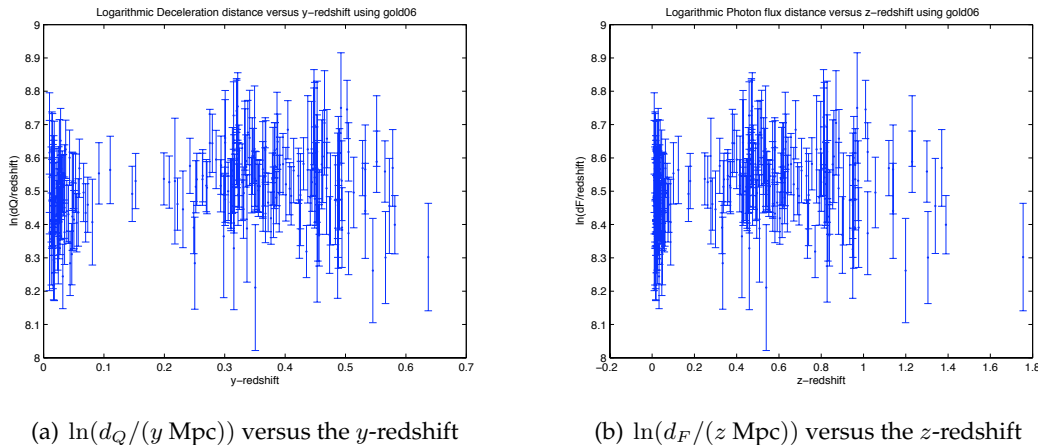 Logarithmic Deceleration distance versus y−redshift using gold06
9
8.9
8.8
8.7
8.6
8.5
8.4
8.3
8.2
8.1
8
ln(dQ/redshift)
0 0.1 0.2 0.3 0.4 0.5 0.6 0.7
y−redshift
(a) ln(d_Q/(y Mpc)) versus the y-redshift
Logarithmic Photon flux distance versus z−redshift using gold06
9
8.9
8.8
8.7
8.6
8.5
8.4
8.3
8.2
8.1
8
ln(dF/redshift)
−0.2 0 0.2 0.4 0.6 0.8 1 1.2 1.4 1.6 1.8
z−redshift
(b) ln(d_F/(z Mpc)) versus the z-redshift